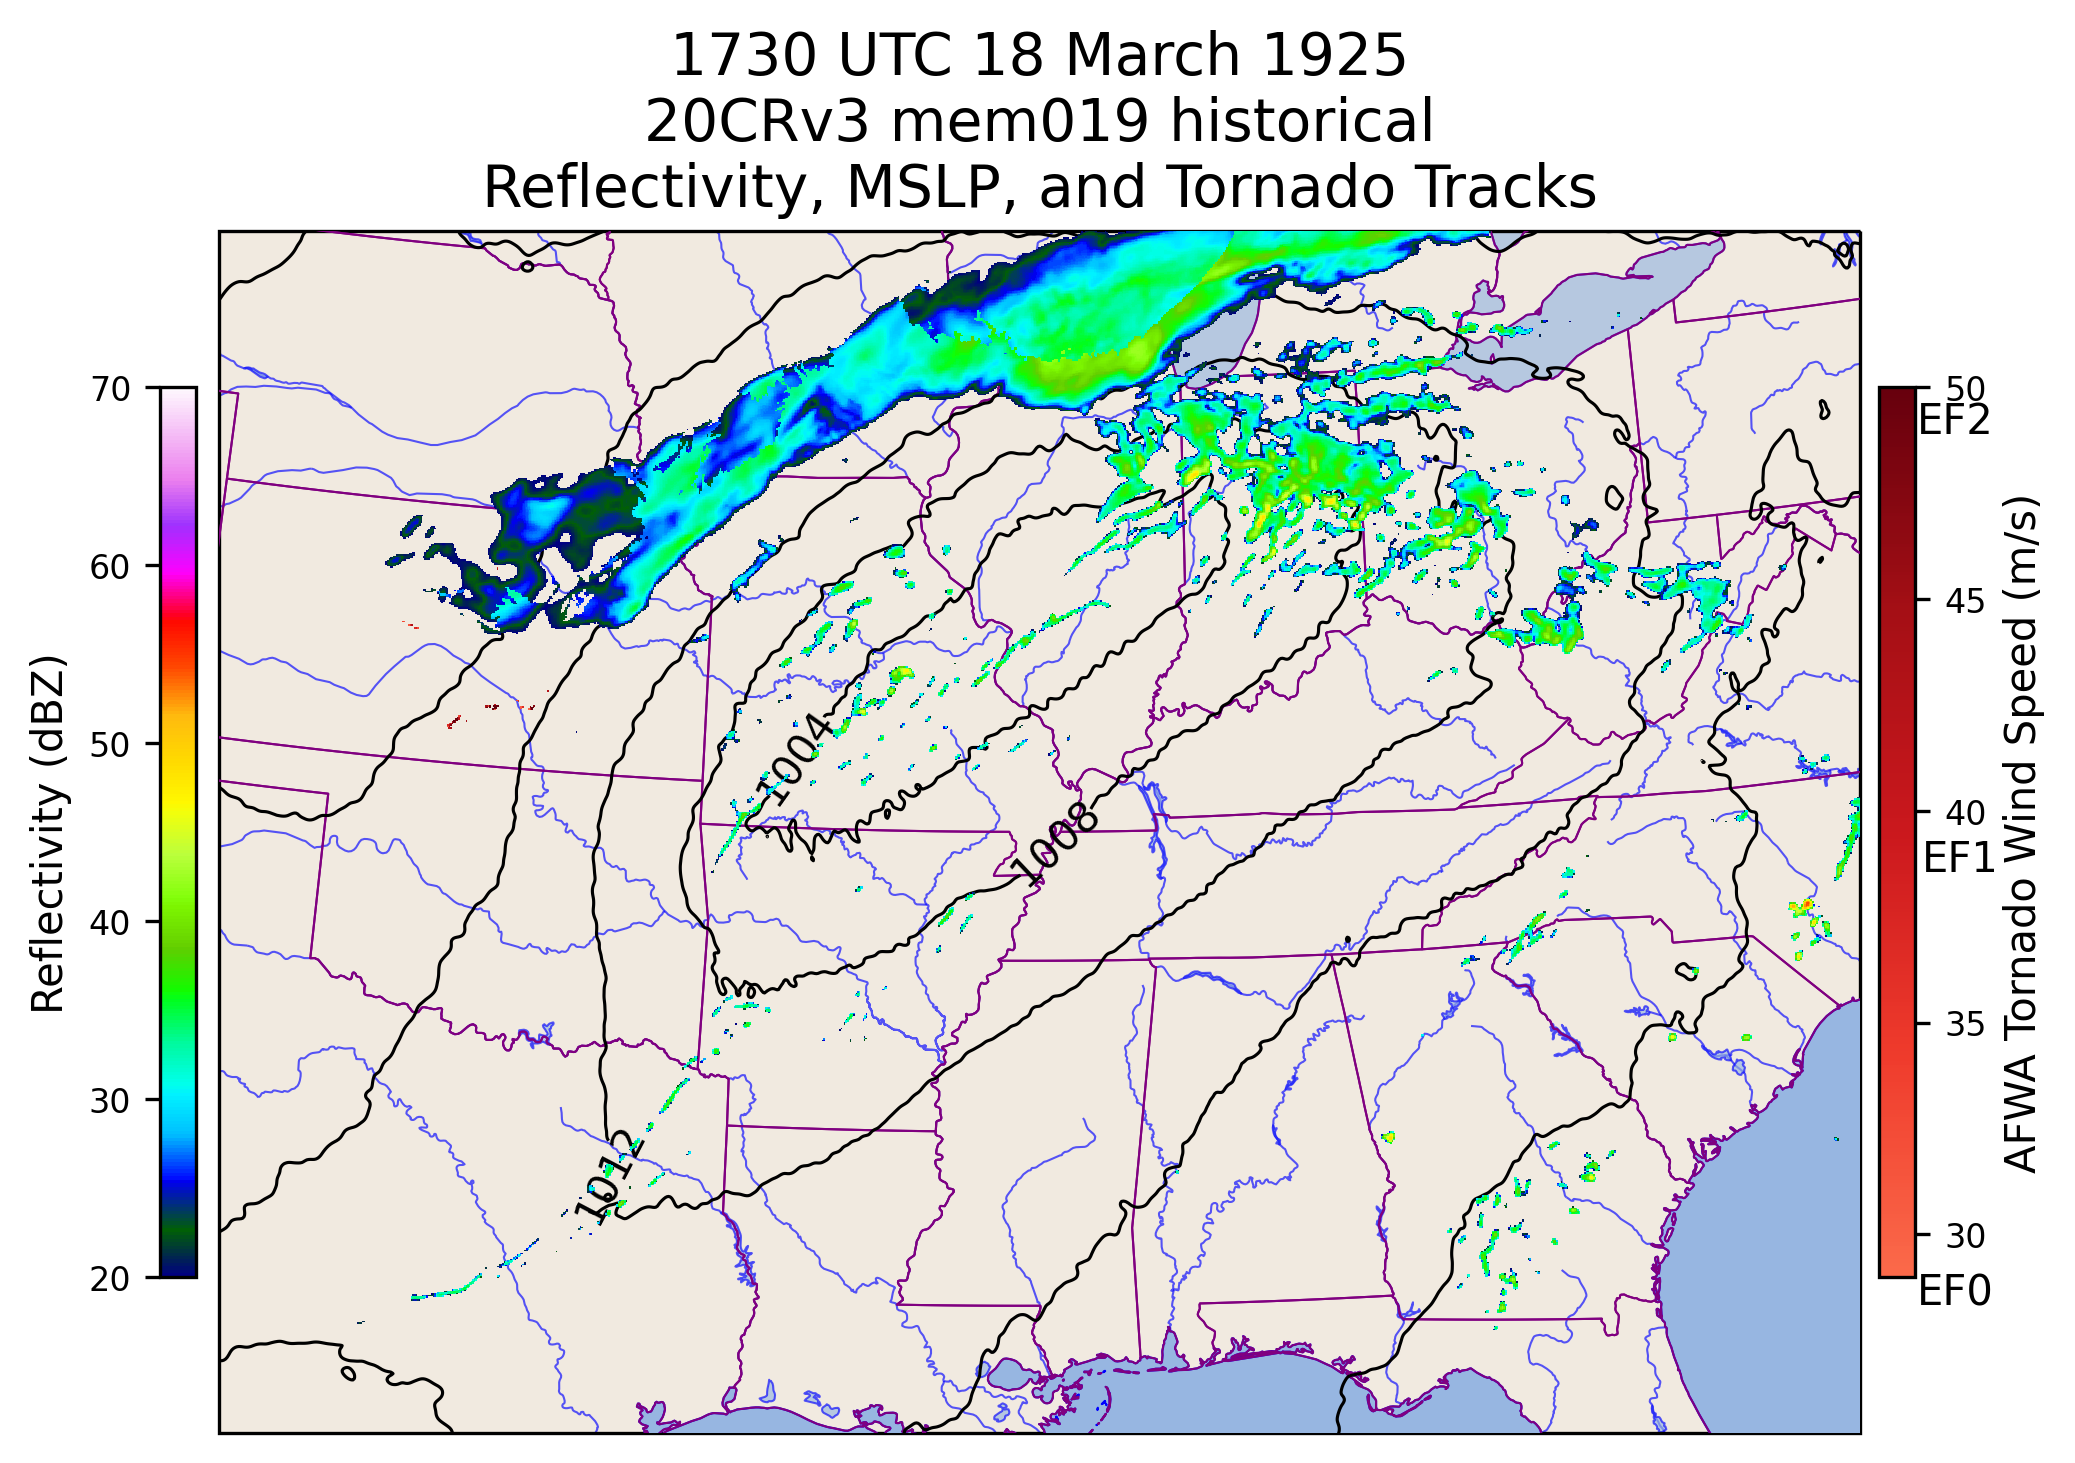 1730 UTC 18 March 1925
20CRv3 mem019 historical
Reflectivity, MSLP, and Tornado Tracks
Reflectivity (dBZ)
70
60
50
40
30
20
1004
1008
1012
50
EF2
45
40
EF1
35
30
EF0
AFWA Tornado Wind Speed (m/s)